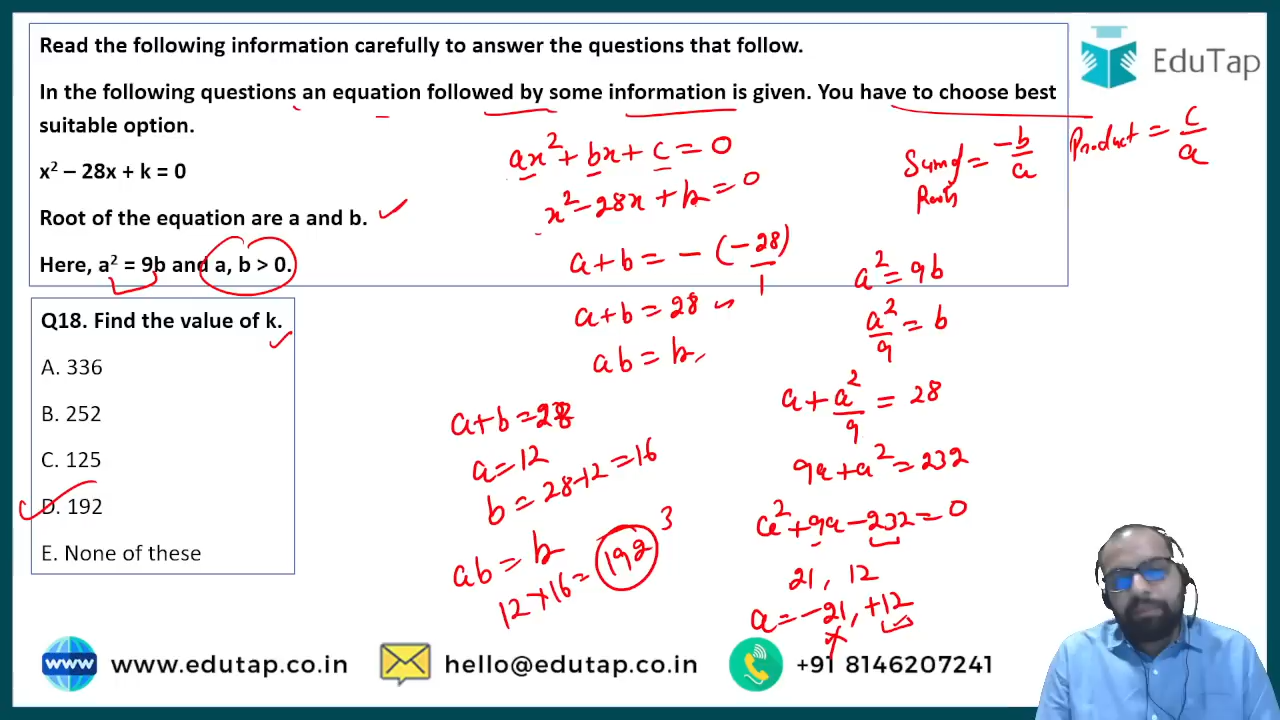 Read the following information carefully to answer the questions that follow.
In the following questions an equation followed by some information is given. You have to choose best
suitable option.
x² – 28x + k = 0
Root of the equation are a and b.
Here, a² = 9b and a, b > 0.
EduTap
Q18. Find the value of k.
A. 336
B. 252
C. 125
D. 192
E. None of these
ax² + bx + c = 0
x² - 28x + k = 0
a + b = - (-28)/1
a + b = 28
ab = k
Sum of Roots = -b/a
Product = c/a
a² = 9b
a²/9 = b
a + a²/9 = 28
9a + a² = 232
a² + 9a - 232 = 0
21, 12
a = -21, +12
a + b = 28
a = 12
b = 28 - 12 = 16
ab = k
12 × 16 = 192
3
www
www.edutap.co.in
hello@edutap.co.in
+91 8146207241